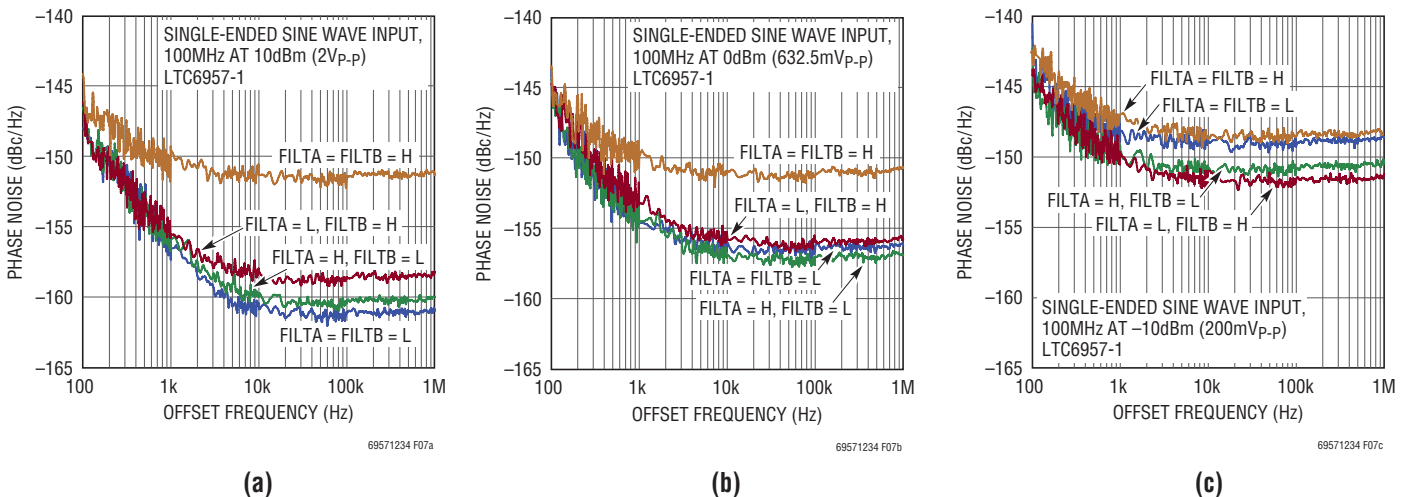 –140
–145
–150
–155
–160
–165
PHASE NOISE (dBc/Hz)
SINGLE-ENDED SINE WAVE INPUT,
100MHz AT 10dBm (2VP-P)
LTC6957-1
FILTA = FILTB = H
FILTA = L, FILTB = H
FILTA = H, FILTB = L
FILTA = FILTB = L
100 1k 10k 100k 1M
OFFSET FREQUENCY (Hz)
69571234 F07a
(a)
–140
–145
–150
–155
–160
–165
PHASE NOISE (dBc/Hz)
SINGLE-ENDED SINE WAVE INPUT,
100MHz AT 0dBm (632.5mVP-P)
LTC6957-1
FILTA = FILTB = H
FILTA = L, FILTB = H
FILTA = FILTB = L
FILTA = H, FILTB = L
100 1k 10k 100k 1M
OFFSET FREQUENCY (Hz)
69571234 F07b
(b)
–140
–145
–150
–155
–160
–165
PHASE NOISE (dBc/Hz)
FILTA = FILTB = H
FILTA = FILTB = L
FILTA = H, FILTB = L
FILTA = L, FILTB = H
SINGLE-ENDED SINE WAVE INPUT,
100MHz AT –10dBm (200mVP-P)
LTC6957-1
100 1k 10k 100k 1M
OFFSET FREQUENCY (Hz)
69571234 F07c
(c)